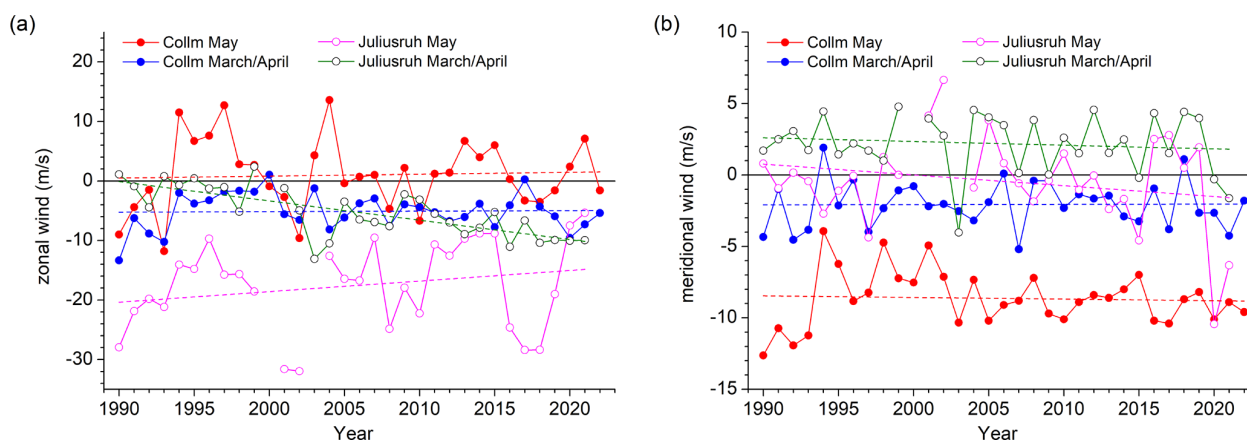 (a)
Collm May
Juliusruh May
Collm March/April
Juliusruh March/April
20
10
0
-10
-20
-30
zonal wind (m/s)
1990 1995 2000 2005 2010 2015 2020
Year
(b)
Collm May
Juliusruh May
Collm March/April
Juliusruh March/April
10
5
0
-5
-10
-15
meridional wind (m/s)
1990 1995 2000 2005 2010 2015 2020
Year